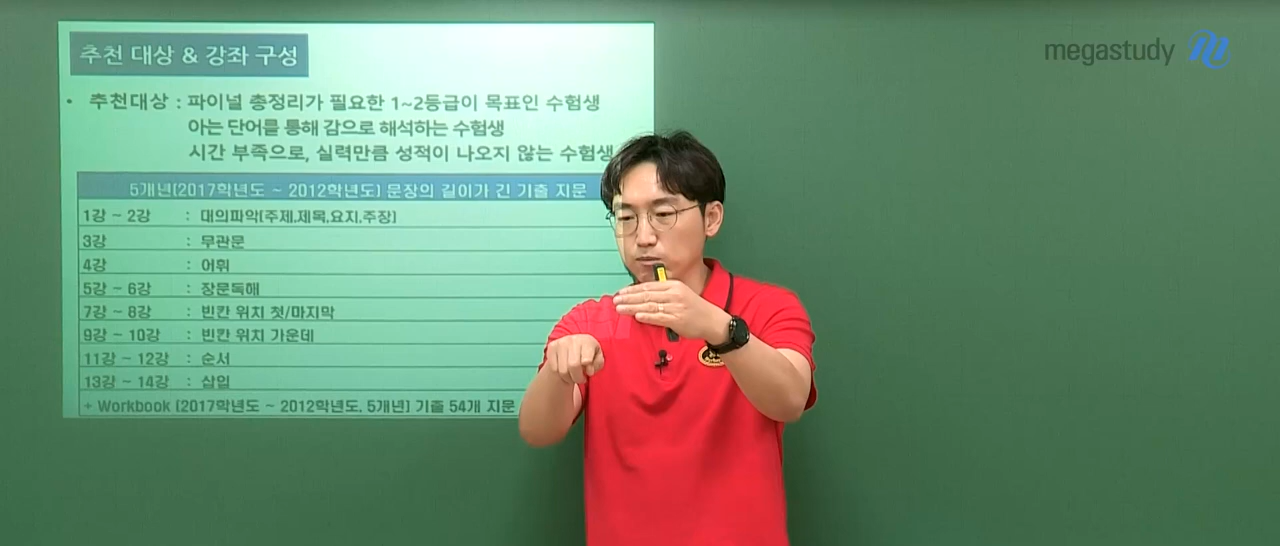 megastudy
추천 대상 & 강좌 구성
• 추천대상 : 파이널 총정리가 필요한 1~2등급이 목표인 수험생
아는 단어를 통해 감으로 해석하는 수험생
시간 부족으로, 실력만큼 성적이 나오지 않는 수험생
5개년(2017학년도 ~ 2012학년도) 문장의 길이가 긴 기출 지문
1강 ~ 2강 : 대의파악(주제,제목,요지,주장)
3강 : 무관문
4강 : 어휘
5강 ~ 6강 : 장문독해
7강 ~ 8강 : 빈칸 위치 첫/마지막
9강 ~ 10강 : 빈칸 위치 가운데
11강 ~ 12강 : 순서
13강 ~ 14강 : 삽입
+ Workbook (2017학년도 ~ 2012학년도, 5개년) 기출 54개 지문